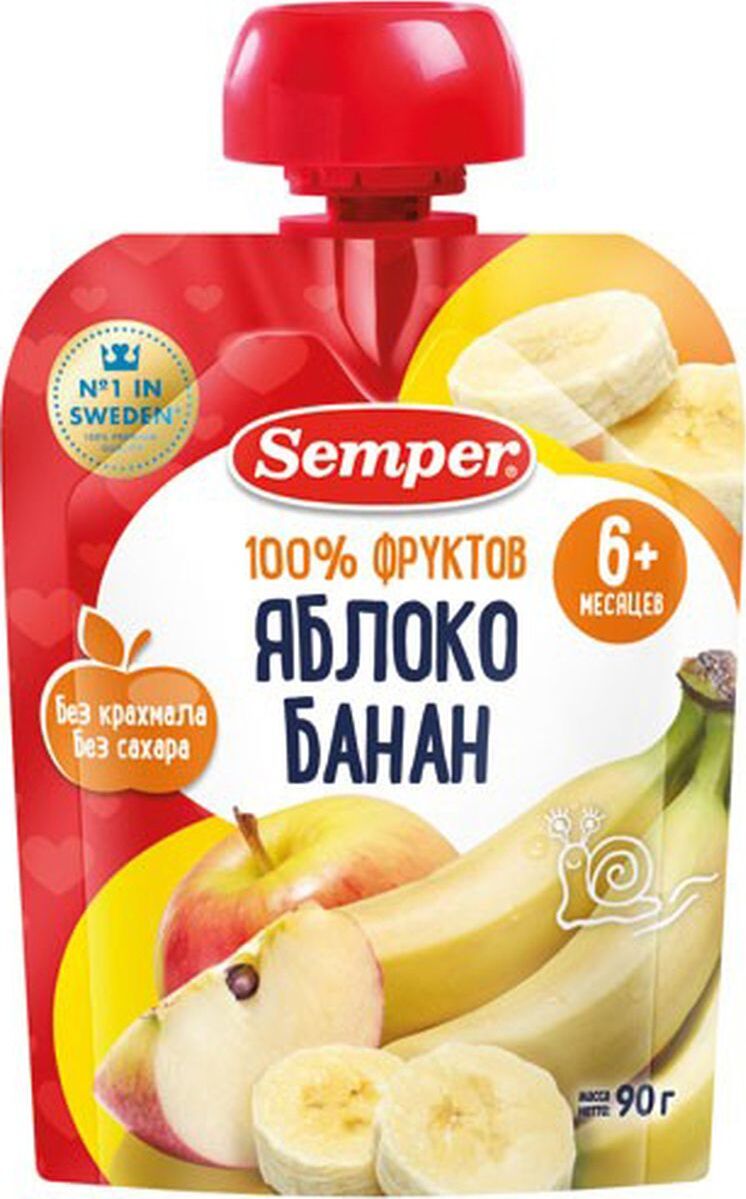 Nº1 IN
SWEDEN
Semper®
100% ФРУКТОВ
6+
МЕСЯЦЕВ
ЯБЛОКО
БАНАН
Без крахмала
Без сахара
масса
нетто: 90 г